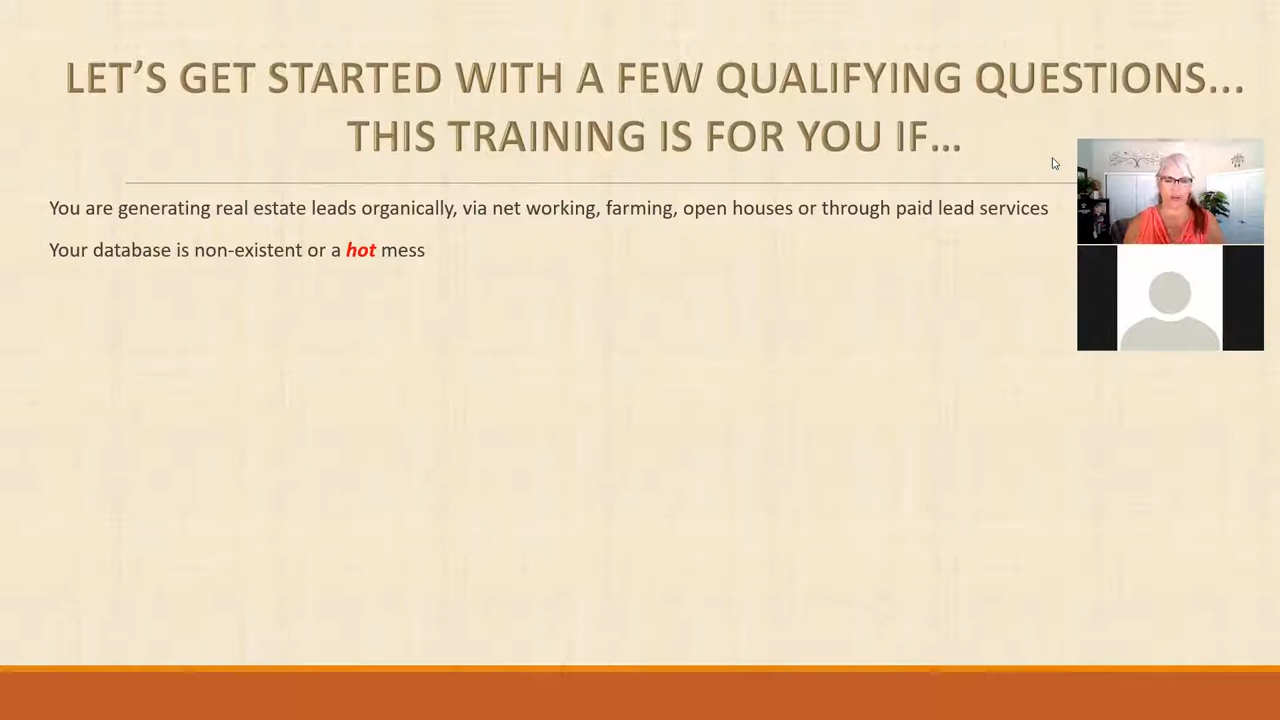 LET’S GET STARTED WITH A FEW QUALIFYING QUESTIONS...
THIS TRAINING IS FOR YOU IF…
You are generating real estate leads organically, via net working, farming, open houses or through paid lead services
Your database is non-existent or a hot mess